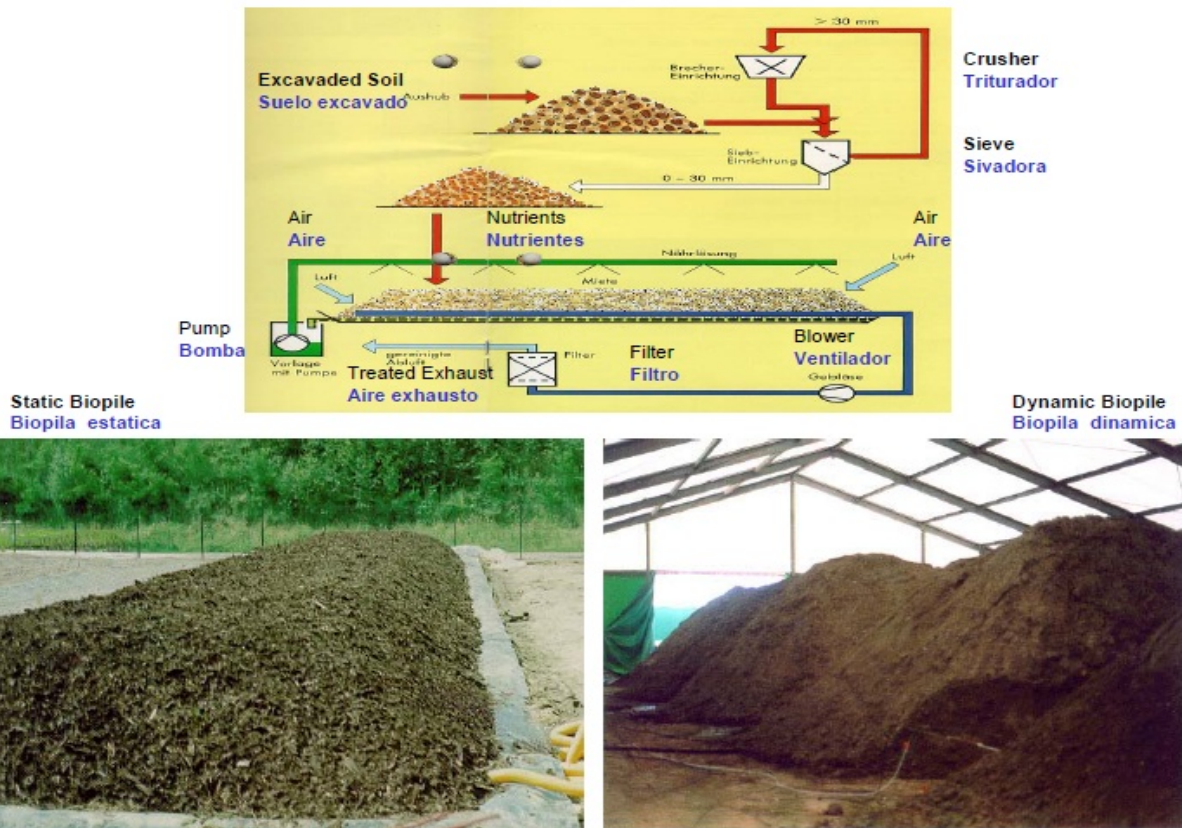 > 30 mm
Crusher
Triturador
Brecher-
Einrichtung
Excavaded Soil
Suelo excavado
Aushub
Sieve
Sivadora
Sieb-
Einrichtung
0 – 30 mm
Air
Aire
Nutrients
Nutrientes
Air
Aire
Nährlösung
Luft
Luft
Miete
Pump
Bomba
Vorlage
mit Pumpe
gereinigte
Abluft
Filter
Filter
Filtro
Blower
Ventilador
Gebläse
Treated Exhaust
Aire exhausto
Static Biopile
Biopila estatica
Dynamic Biopile
Biopila dinamica